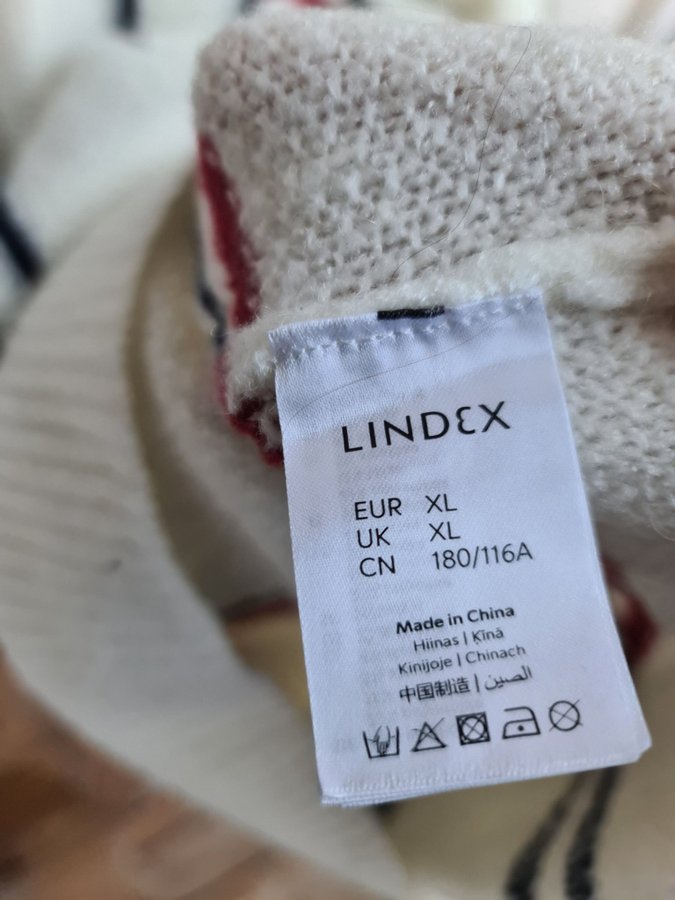 LINDEX
EUR XL
UK XL
CN 180/116A
Made in China
Hiinas | Ķīnā
Kinijoje | Chinach
中国制造 | الصين